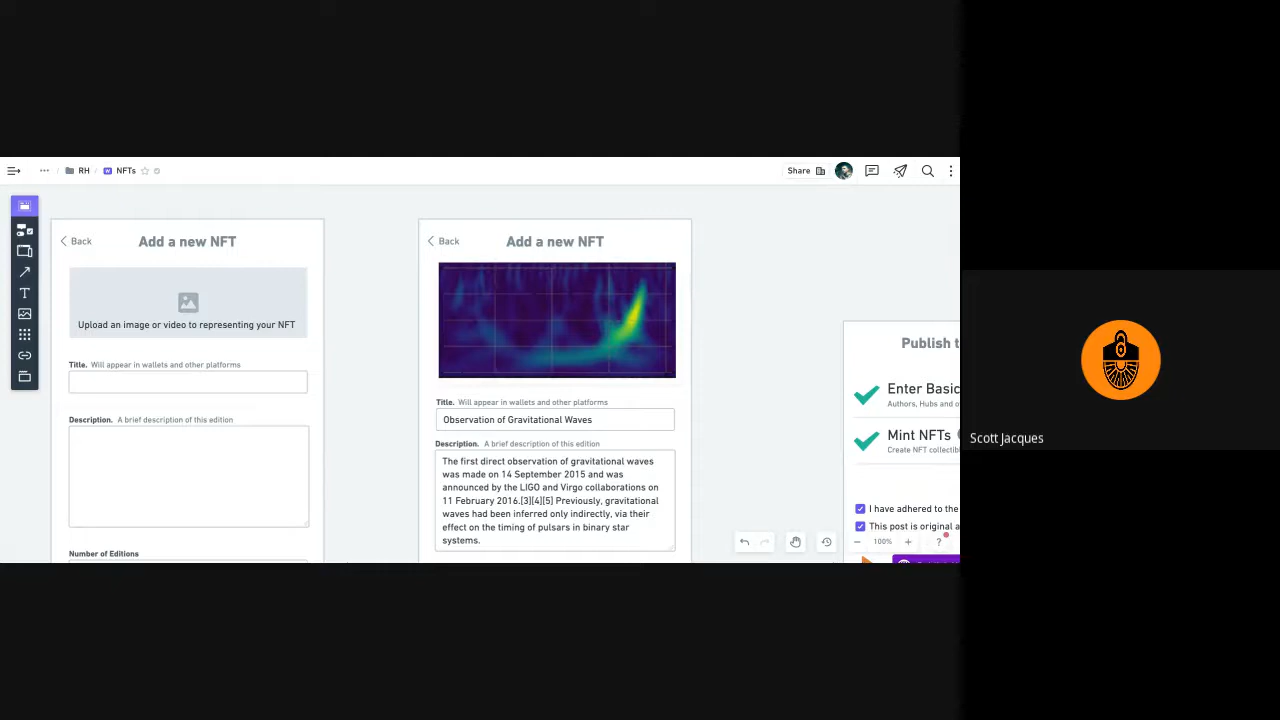 RH / NFTs
Share
Back
Add a new NFT
Upload an image or video to representing your NFT
Title. Will appear in wallets and other platforms
Description. A brief description of this edition
Number of Editions
Back
Add a new NFT
Title. Will appear in wallets and other platforms
Observation of Gravitational Waves
Description. A brief description of this edition
The first direct observation of gravitational waves
was made on 14 September 2015 and was
announced by the LIGO and Virgo collaborations on
11 February 2016.[3][4][5] Previously, gravitational
waves had been inferred only indirectly, via their
effect on the timing of pulsars in binary star
systems.
Publish t
Enter Basic
Authors, Hubs and o
Mint NFTs
Create NFT collectib
I have adhered to the
This post is original a
100%
Scott Jacques